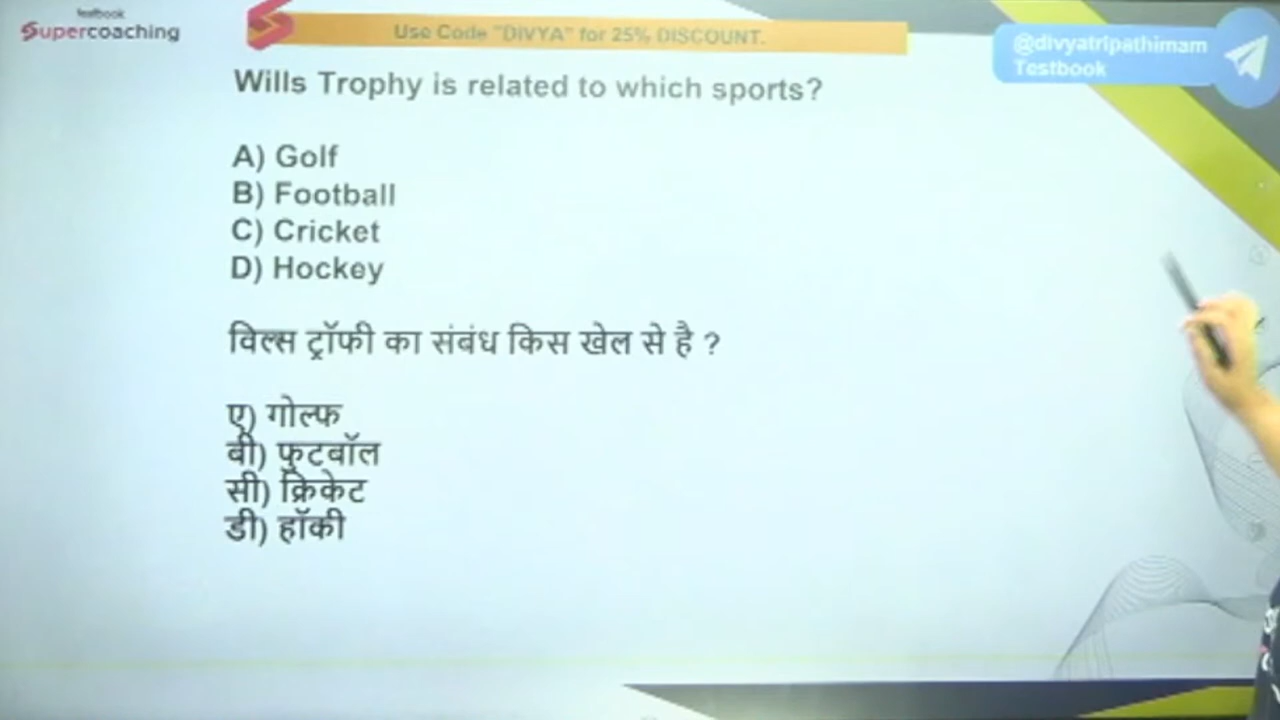 testbook
Supercoaching
Use Code "DIVYA" for 25% DISCOUNT.
@divyatripathimam
Testbook
Wills Trophy is related to which sports?
A) Golf
B) Football
C) Cricket
D) Hockey
विल्स ट्रॉफी का संबंध किस खेल से है ?
ए) गोल्फ
बी) फुटबॉल
सी) क्रिकेट
डी) हॉकी